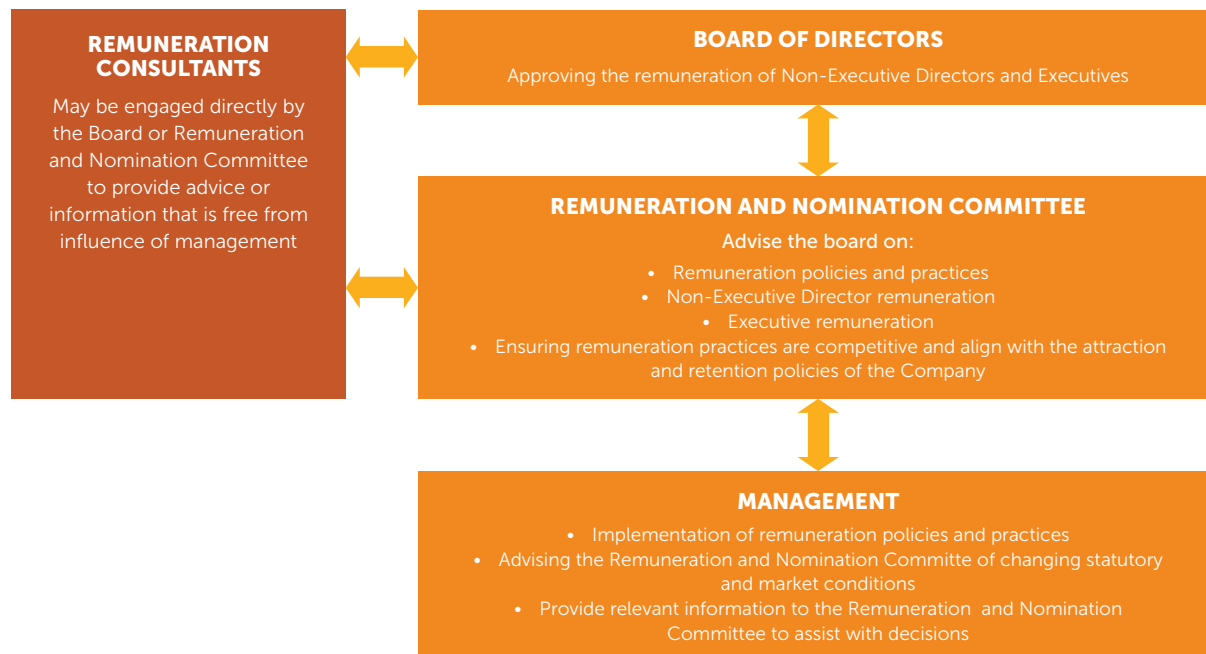 REMUNERATION
CONSULTANTS
May be engaged directly by
the Board or Remuneration
and Nomination Committee
to provide advice or
information that is free from
influence of management
BOARD OF DIRECTORS
Approving the remuneration of Non-Executive Directors and Executives
REMUNERATION AND NOMINATION COMMITTEE
Advise the board on:
• Remuneration policies and practices
• Non-Executive Director remuneration
• Executive remuneration
• Ensuring remuneration practices are competitive and align with the attraction
and retention policies of the Company
MANAGEMENT
• Implementation of remuneration policies and practices
• Advising the Remuneration and Nomination Committe of changing statutory
and market conditions
• Provide relevant information to the Remuneration and Nomination
Committee to assist with decisions